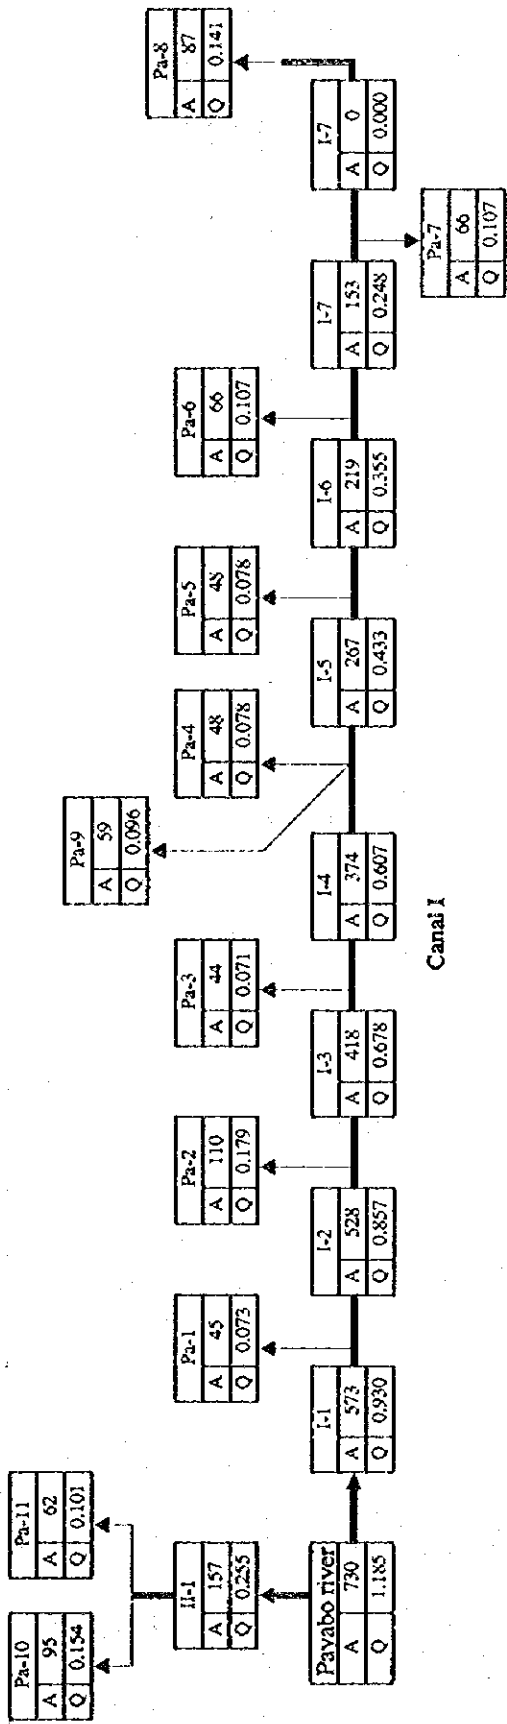 Pa-10
A 95
Q 0.154
Pa-11
A 62
Q 0.101
II-1
A 157
Q 0.255
Pavabo river
A 730
Q 1.185
I-1
A 573
Q 0.930
Pa-1
A 45
Q 0.073
I-2
A 528
Q 0.857
Pa-2
A 110
Q 0.179
I-3
A 418
Q 0.678
Pa-3
A 44
Q 0.071
I-4
A 374
Q 0.607
Pa-9
A 59
Q 0.096
Pa-4
A 48
Q 0.078
I-5
A 267
Q 0.433
Pa-5
A 48
Q 0.078
I-6
A 219
Q 0.355
Pa-6
A 66
Q 0.107
I-7
A 153
Q 0.248
Pa-7
A 66
Q 0.107
I-7
A 0
Q 0.000
Pa-8
A 87
Q 0.141
Canal I